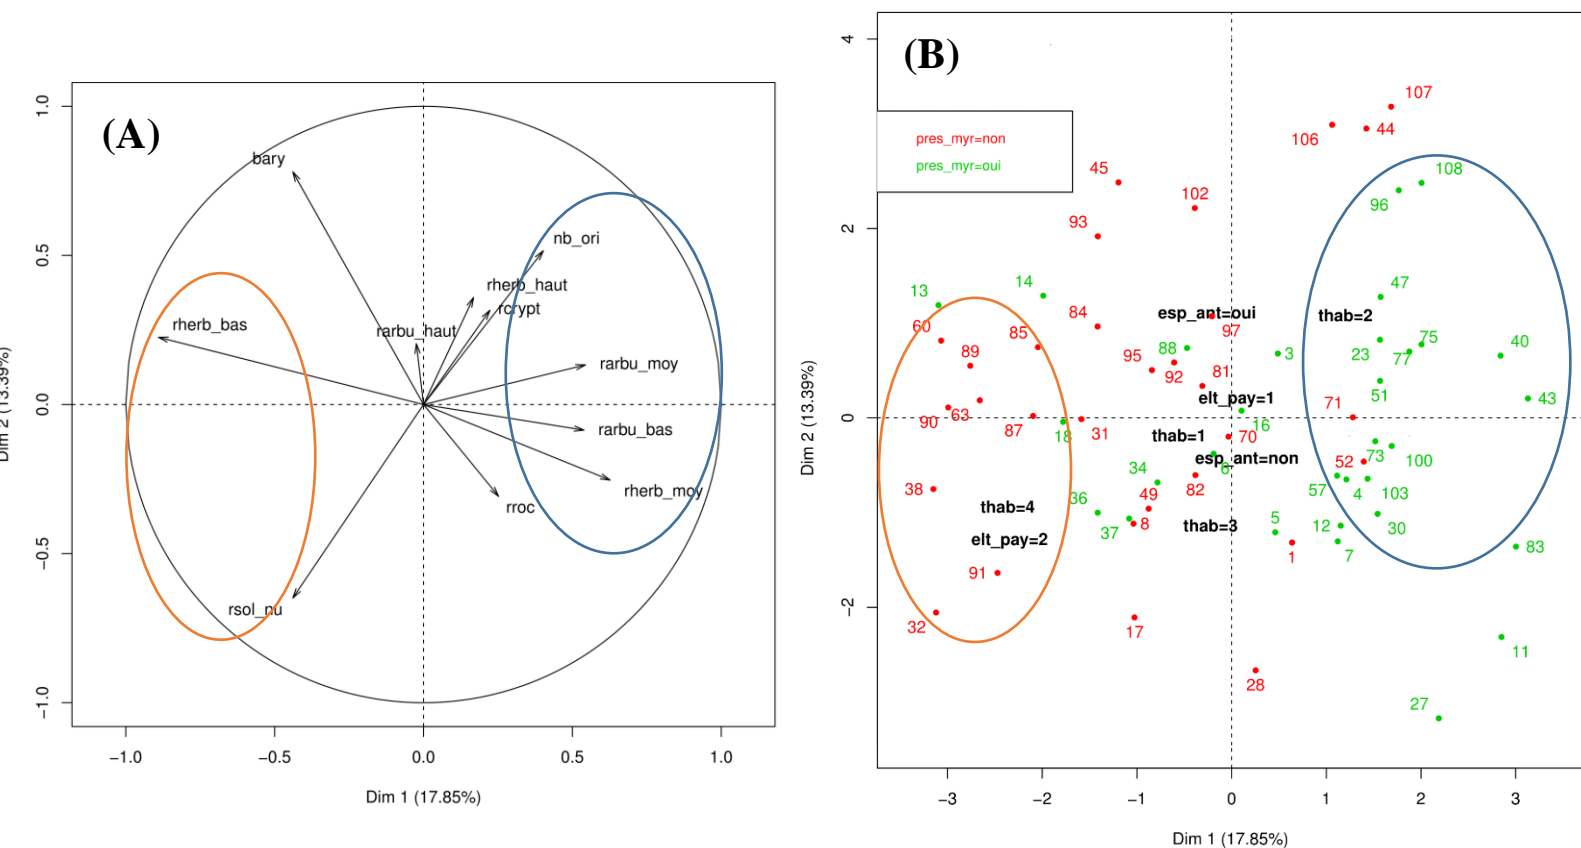 (A)
1.0
0.5
0.0
−0.5
−1.0
bary
nb_ori
rherb_haut
rcrypt
rherb_bas
rarbu_haut
rarbu_moy
rarbu_bas
rherb_moy
rroc
rsol_nu
−1.0 −0.5 0.0 0.5 1.0
Dim 1 (17.85%)
Dim 2 (13.39%)
(B)
pres_myr=non
pres_myr=oui
4
2
0
−2
107
106 44
45
102
108
96
93
13
14
47
84
esp_ant=oui
97
thab=2
60
85
95
88
3
23
77
75
40
89
92
81
51
elt_pay=1
43
90
63
87
18
31
16
71
thab=1
70
esp_ant=non
6
52
73
100
38
34
82
57
4
103
36
49
thab=4
37
8
thab=3
5
12
30
elt_pay=2
91
1
7
83
32
17
11
28
27
−3 −2 −1 0 1 2 3
Dim 1 (17.85%)
Dim 2 (13.39%)